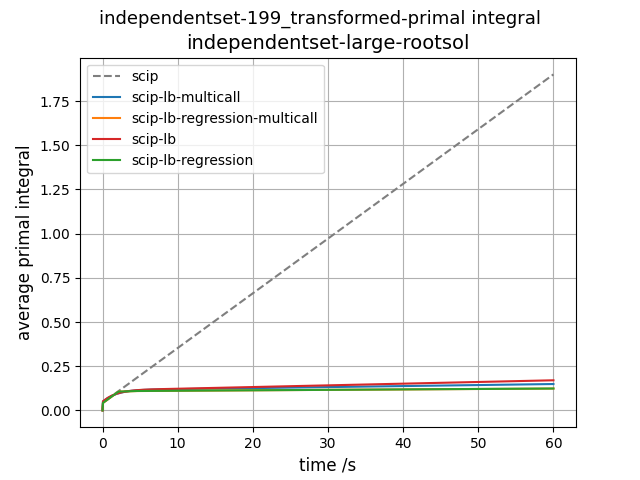 independentset-199_transformed-primal integral
independentset-large-rootsol
scip
scip-lb-multicall
scip-lb-regression-multicall
scip-lb
scip-lb-regression
average primal integral
1.75
1.50
1.25
1.00
0.75
0.50
0.25
0.00
0 10 20 30 40 50 60
time /s